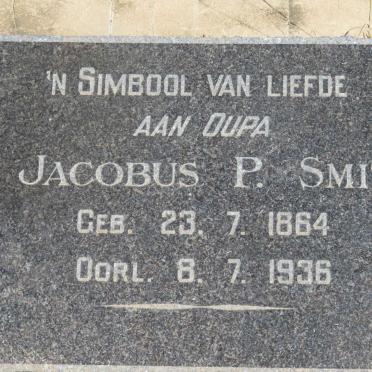 'N SIMBOOL VAN LIEFDE
AAN OUPA
JACOBUS P. SMI
GEB. 23. 7. 1864
OORL. 8. 7. 1936